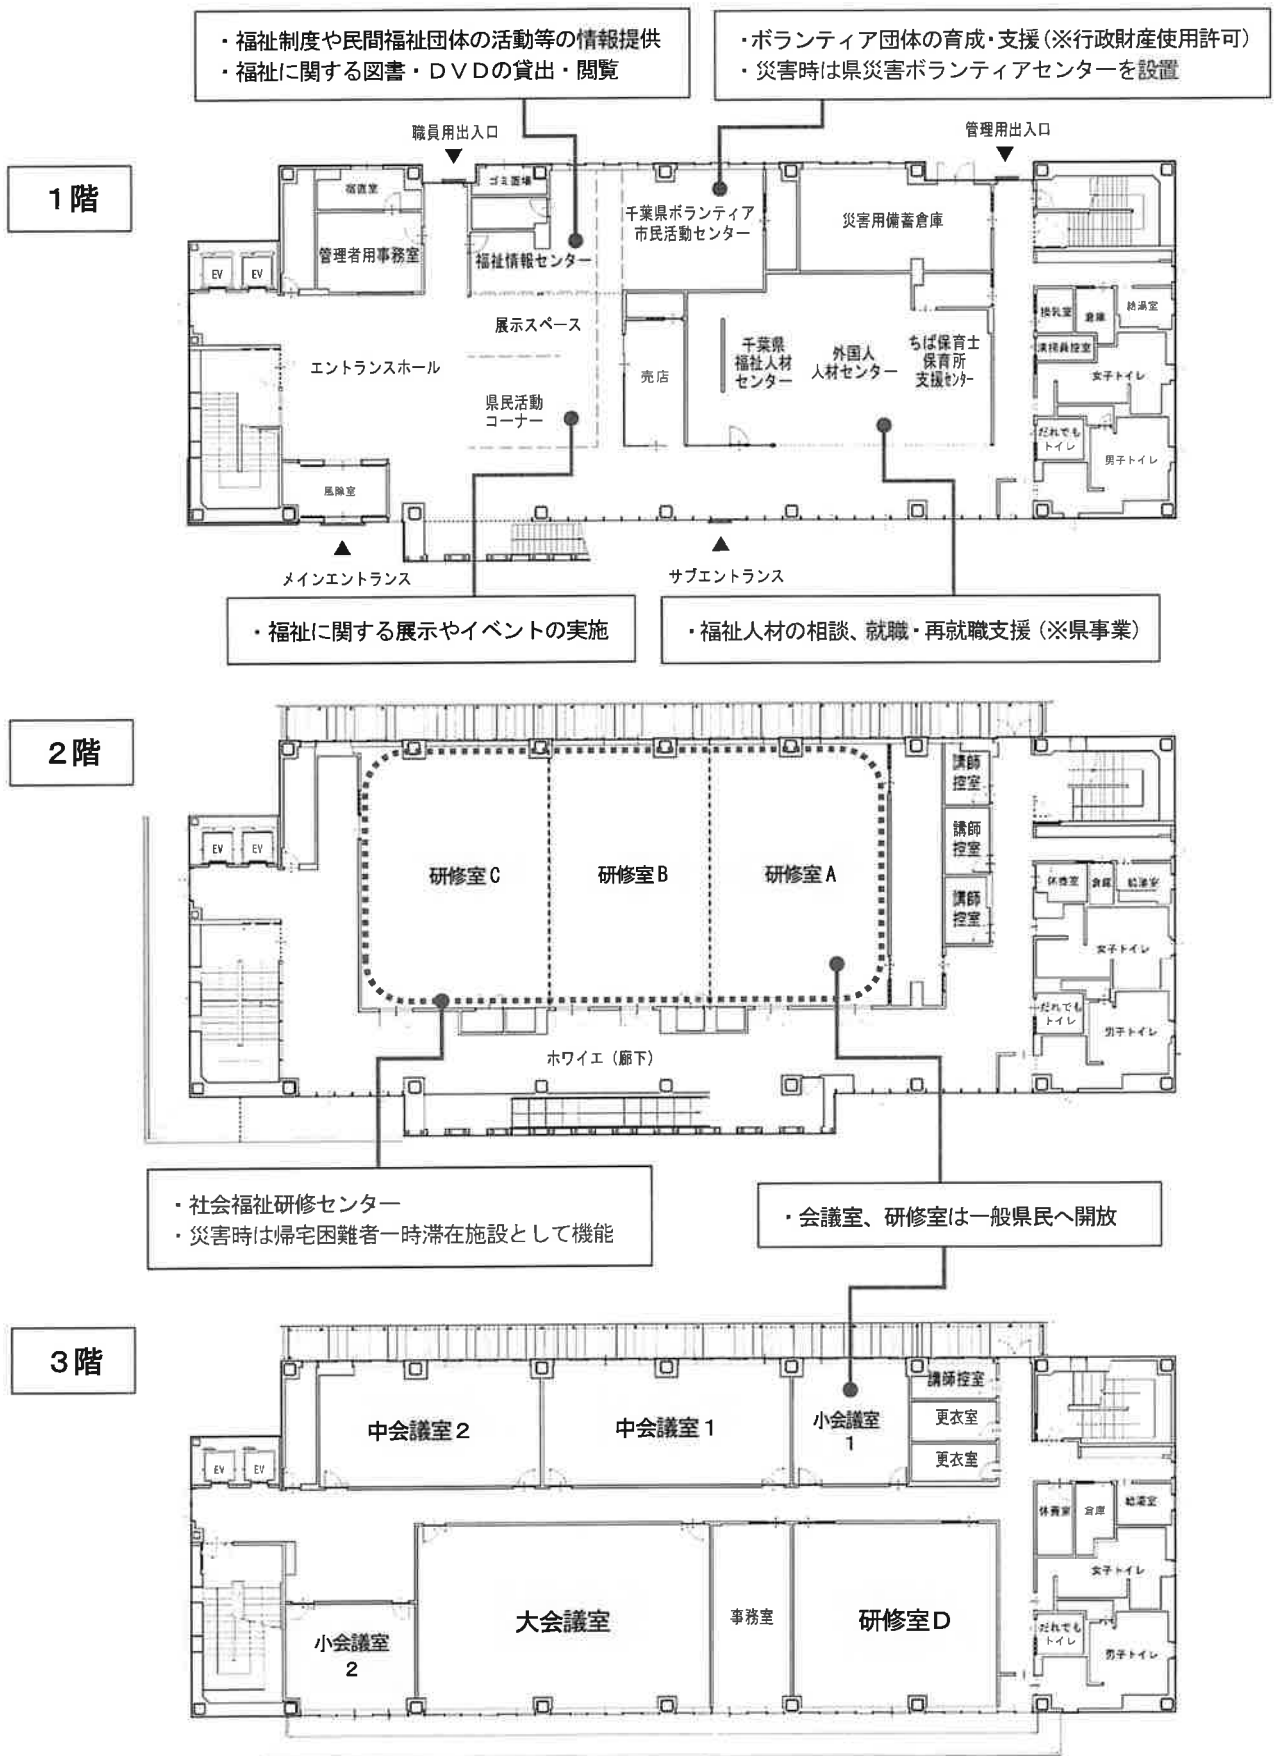 ・福祉制度や民間福祉団体の活動等の情報提供
・福祉に関する図書・ＤＶＤの貸出・閲覧
・ボランティア団体の育成・支援（※行政財産使用許可）
・災害時は県災害ボランティアセンターを設置
１階
職員用出入口
管理用出入口
宿直室
ゴミ置場
管理者用事務室
福祉情報センター
千葉県ボランティア
市民活動センター
災害用備蓄倉庫
EV
EV
展示スペース
エントランスホール
県民活動
コーナー
売店
千葉県
福祉人材
センター
外国人
人材センター
ちば保育士
保育所
支援センター
授乳室
倉庫
給湯室
清掃員控室
女子トイレ
だれでも
トイレ
男子トイレ
風除室
メインエントランス
サブエントランス
・福祉に関する展示やイベントの実施
・福祉人材の相談、就職・再就職支援（※県事業）
２階
講師
控室
講師
控室
講師
控室
EV
EV
研修室Ｃ
研修室Ｂ
研修室Ａ
休養室
倉庫
給湯室
女子トイレ
だれでも
トイレ
男子トイレ
ホワイエ（廊下）
・社会福祉研修センター
・災害時は帰宅困難者一時滞在施設として機能
・会議室、研修室は一般県民へ開放
３階
中会議室２
中会議室１
小会議室
１
講師控室
更衣室
更衣室
EV
EV
休養室
倉庫
給湯室
女子トイレ
だれでも
トイレ
男子トイレ
小会議室
２
大会議室
事務室
研修室Ｄ